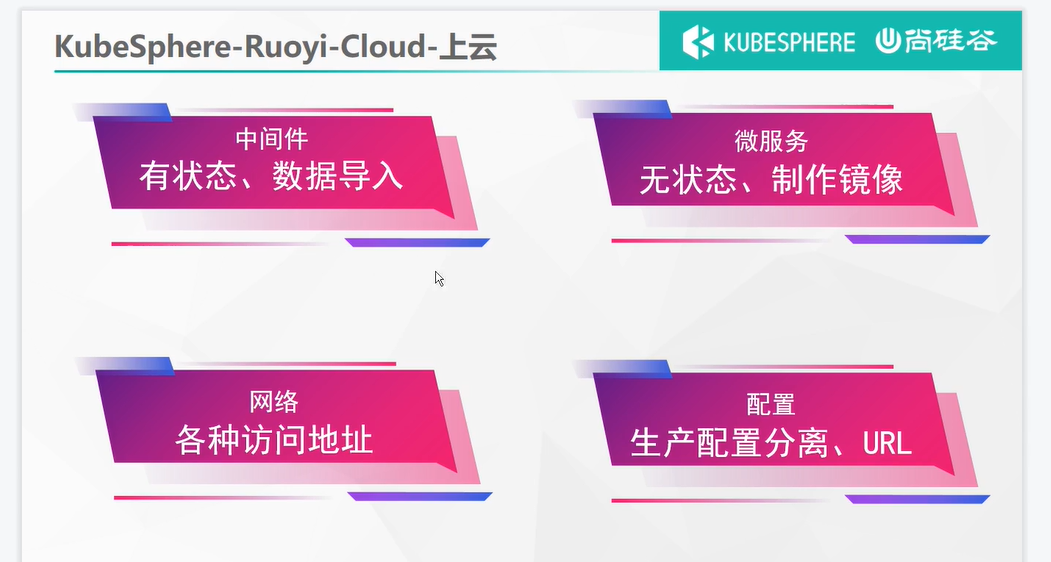 KubeSphere-Ruoyi-Cloud-上云
KUBESPHERE 尚硅谷
中间件
有状态、数据导入
微服务
无状态、制作镜像
网络
各种访问地址
配置
生产配置分离、URL